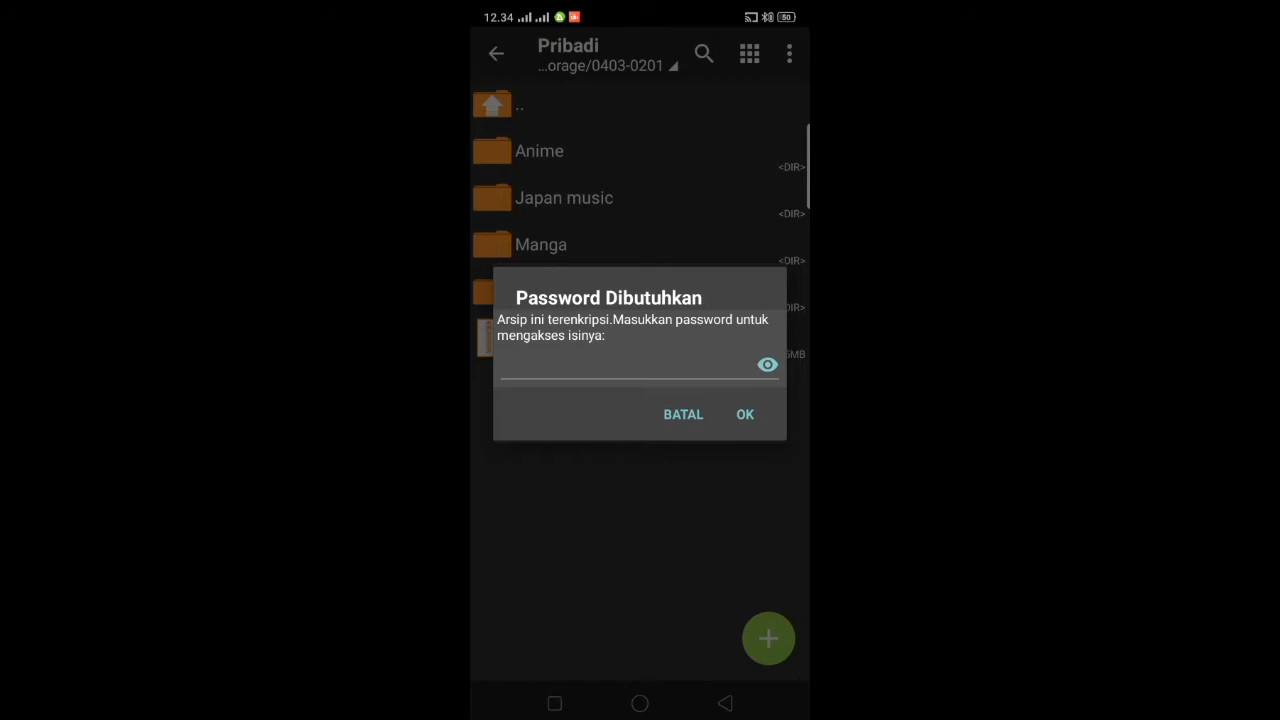 12.34
50
Pribadi
...orage/0403-0201
..
Anime
<DIR>
Japan music
<DIR>
Manga
<DIR>
Password Dibutuhkan
DIR>
Arsip ini terenkripsi.Masukkan password untuk
mengakses isinya:
MB
BATAL OK